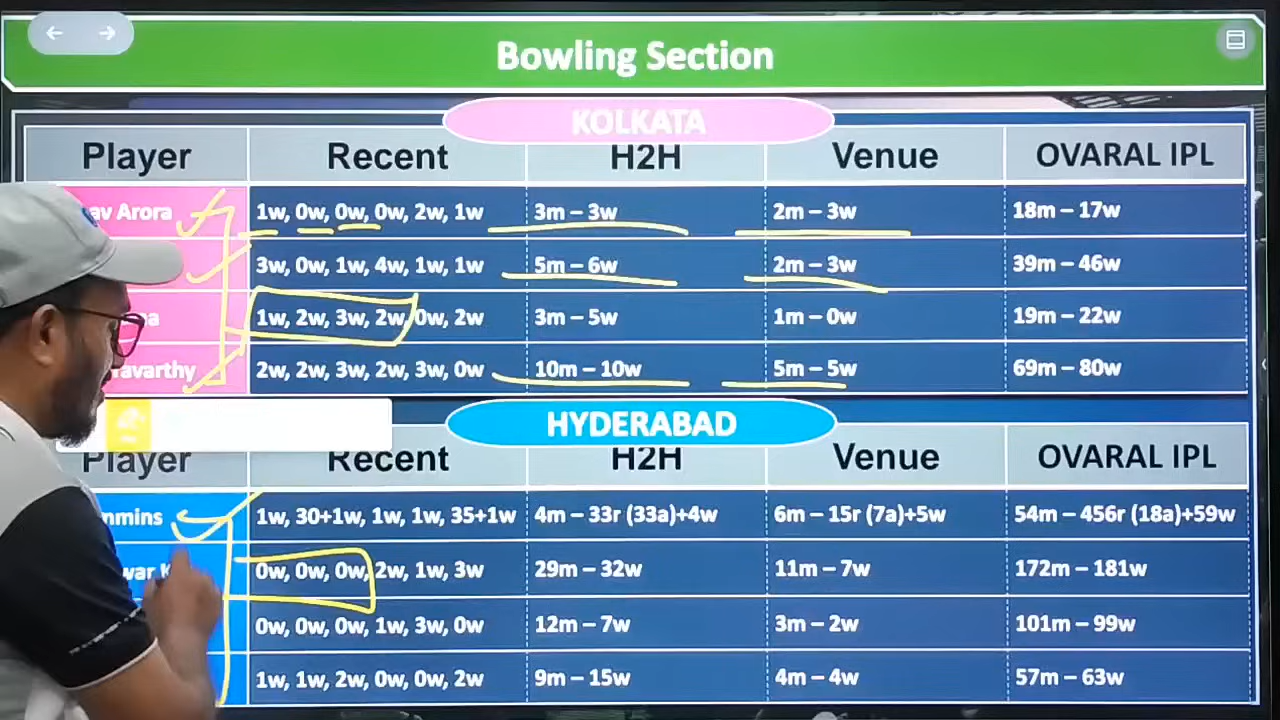 Bowling Section
KOLKATA
Player Recent H2H Venue OVARAL IPL
av Arora 1w, 0w, 0w, 0w, 2w, 1w 3m – 3w 2m – 3w 18m – 17w
3w, 0w, 1w, 4w, 1w, 1w 5m – 6w 2m – 3w 39m – 46w
1w, 2w, 3w, 2w, 0w, 2w 3m – 5w 1m – 0w 19m – 22w
ravarthy 2w, 2w, 3w, 2w, 3w, 0w 10m – 10w 5m – 5w 69m – 80w
HYDERABAD
Player Recent H2H Venue OVARAL IPL
mmins 1w, 30+1w, 1w, 1w, 35+1w 4m – 33r (33a)+4w 6m – 15r (7a)+5w 54m – 456r (18a)+59w
war K 0w, 0w, 0w, 2w, 1w, 3w 29m – 32w 11m – 7w 172m – 181w
0w, 0w, 0w, 1w, 3w, 0w 12m – 7w 3m – 2w 101m – 99w
1w, 1w, 2w, 0w, 0w, 2w 9m – 15w 4m – 4w 57m – 63w